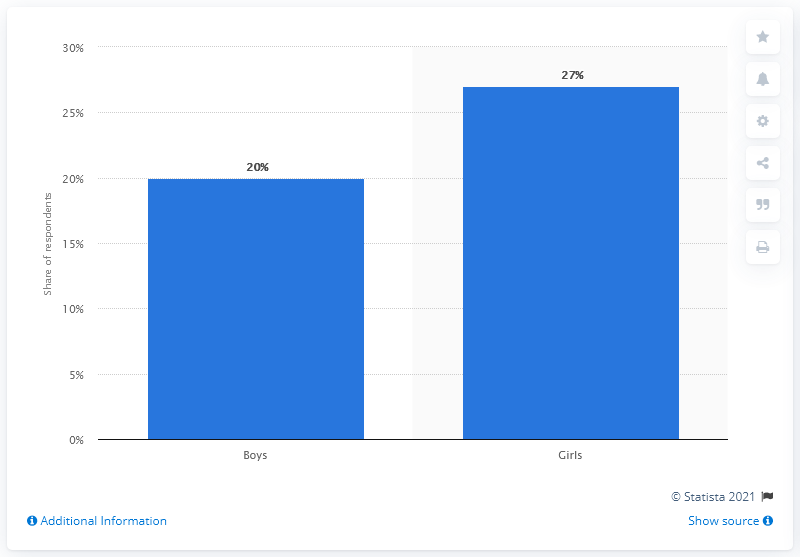 30%
25%
20%
15%
10%
5%
0%
Share of respondents
20%
27%
Boys
Girls
© Statista 2021
Additional Information
Show source